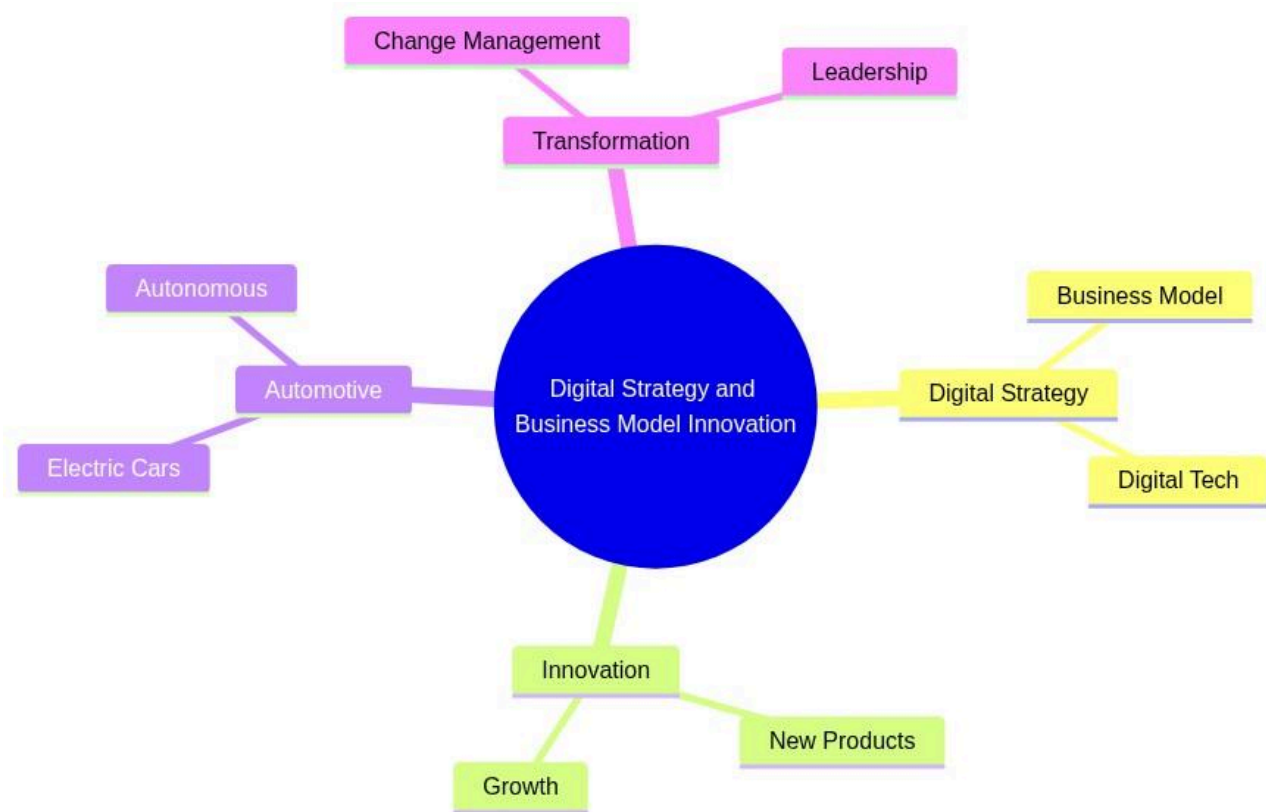 Change Management
Leadership
Transformation
Autonomous
Business Model
Automotive
Digital Strategy and
Business Model Innovation
Digital Strategy
Electric Cars
Digital Tech
Innovation
New Products
Growth